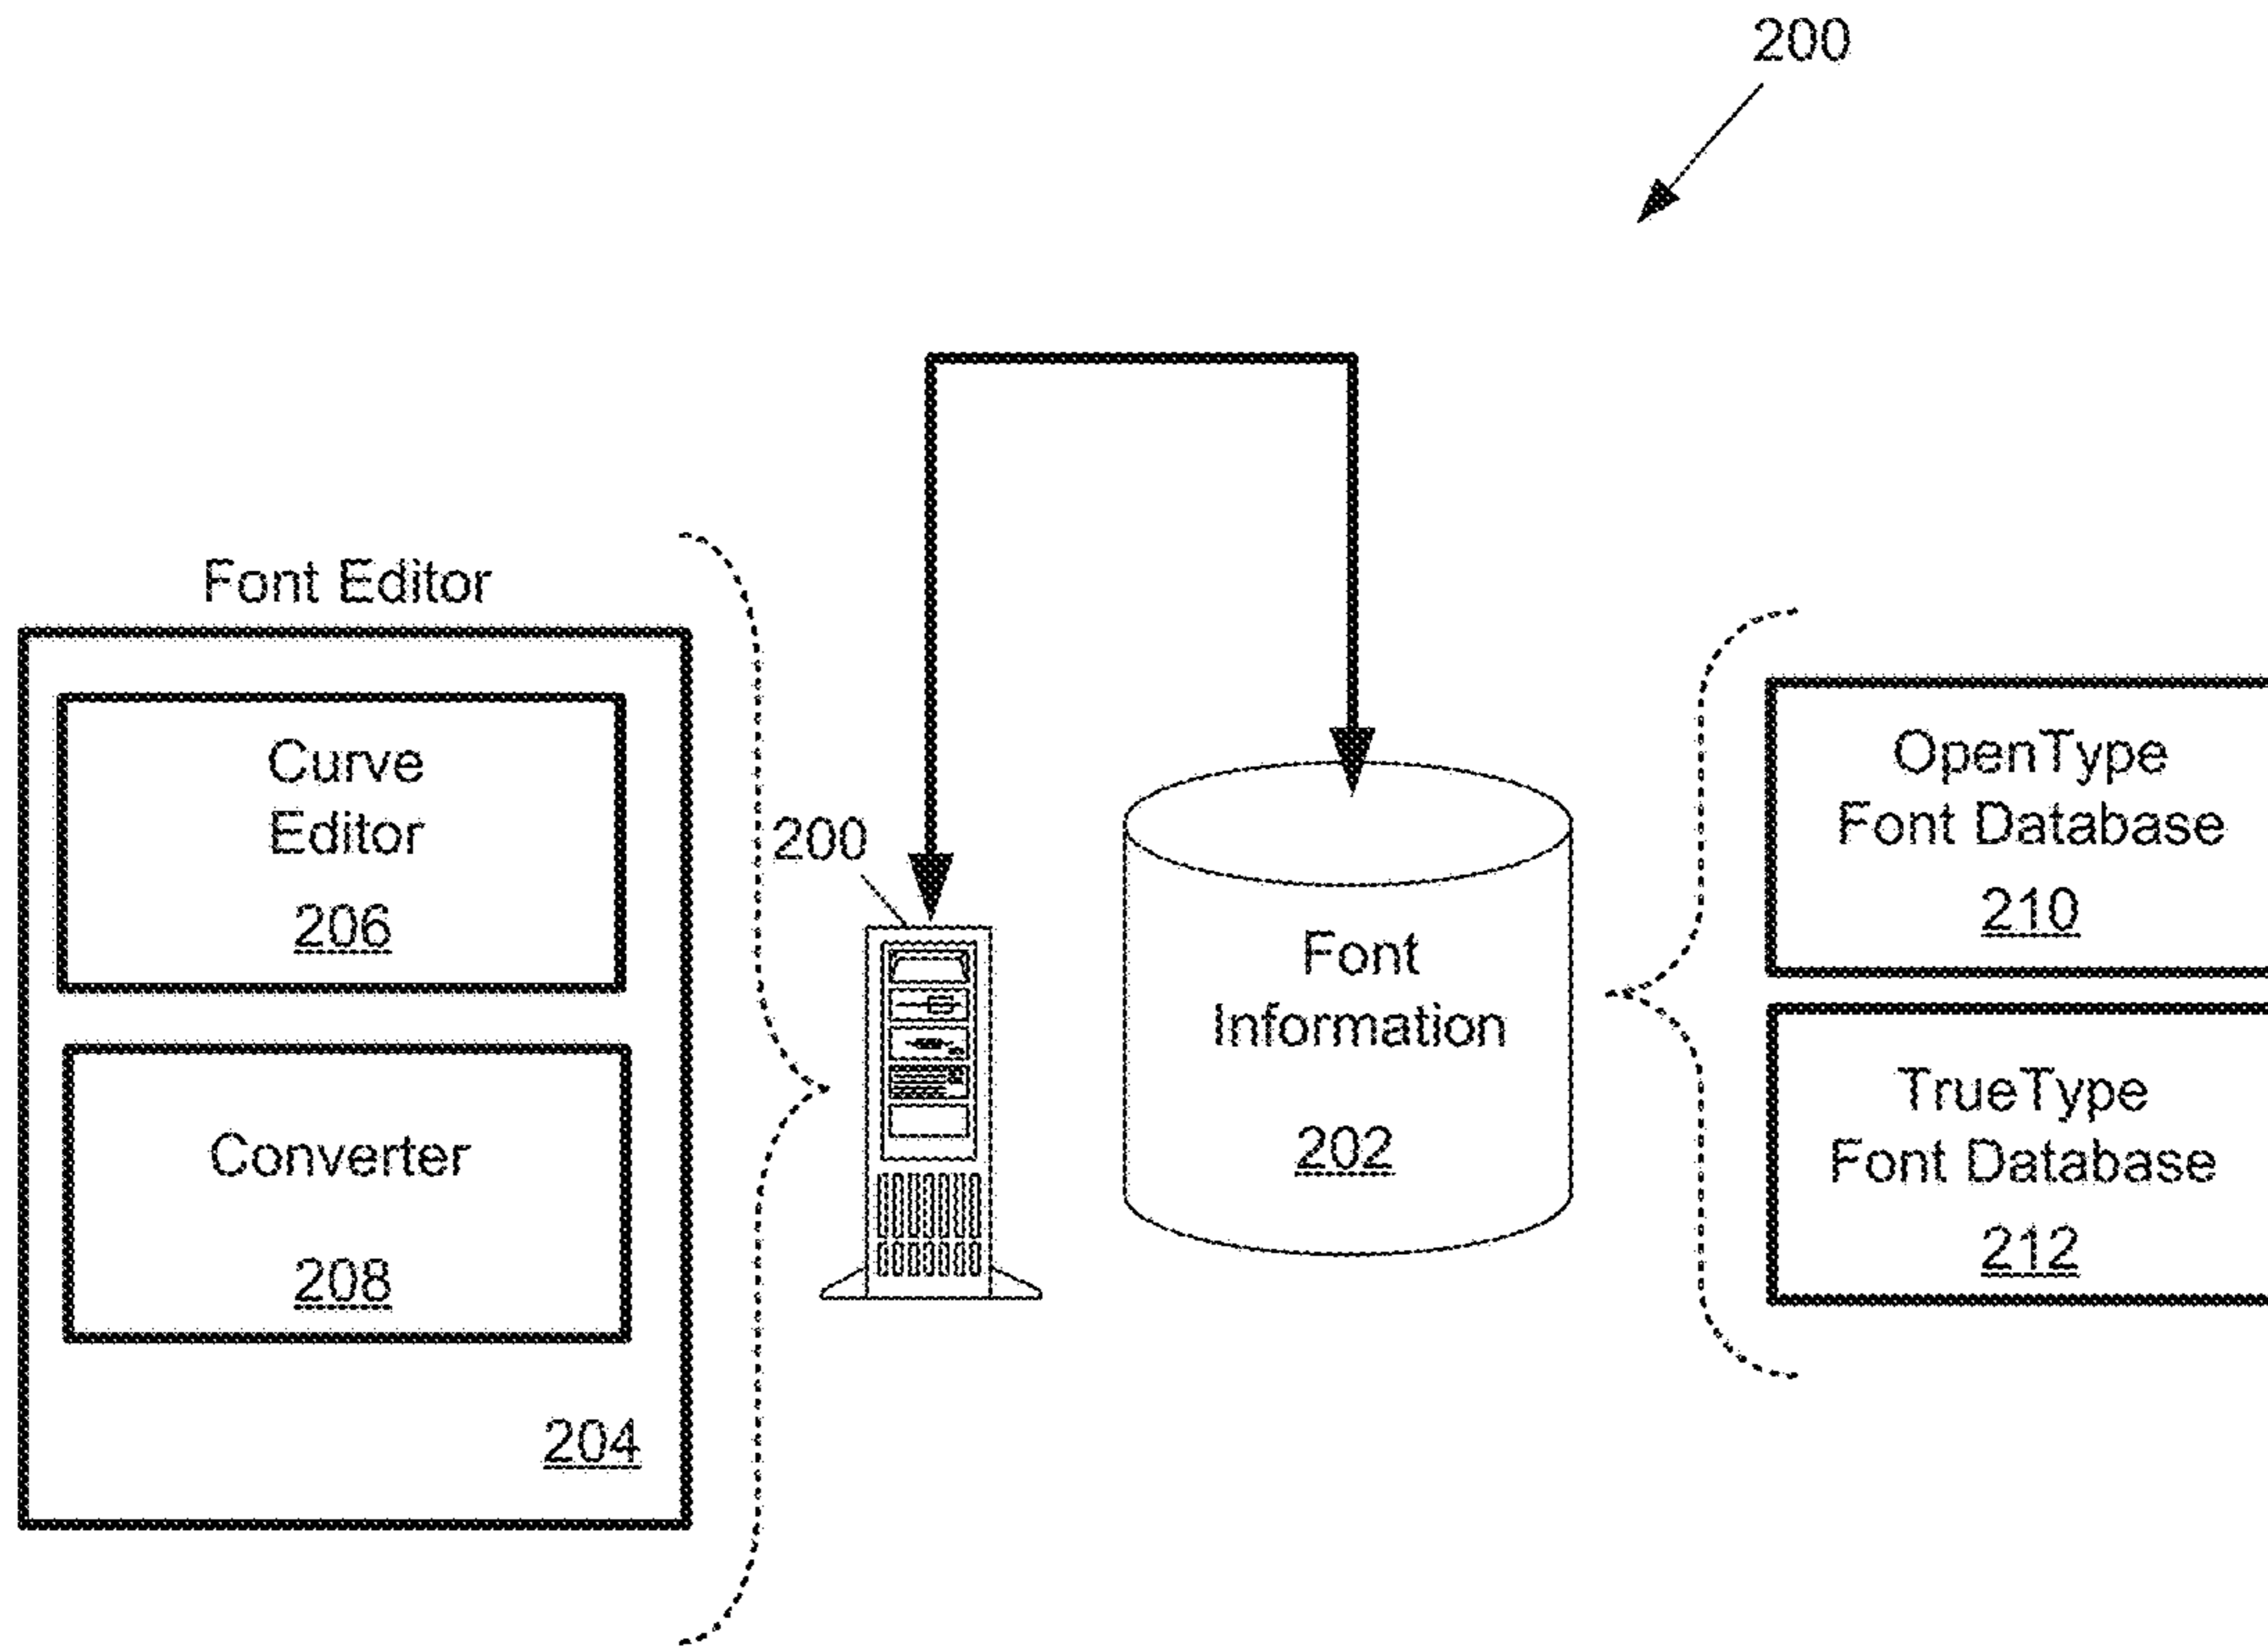 200
Font Editor
Curve
Editor
206
Converter
208
204
200
Font
Information
202
OpenType
Font Database
210
TrueType
Font Database
212